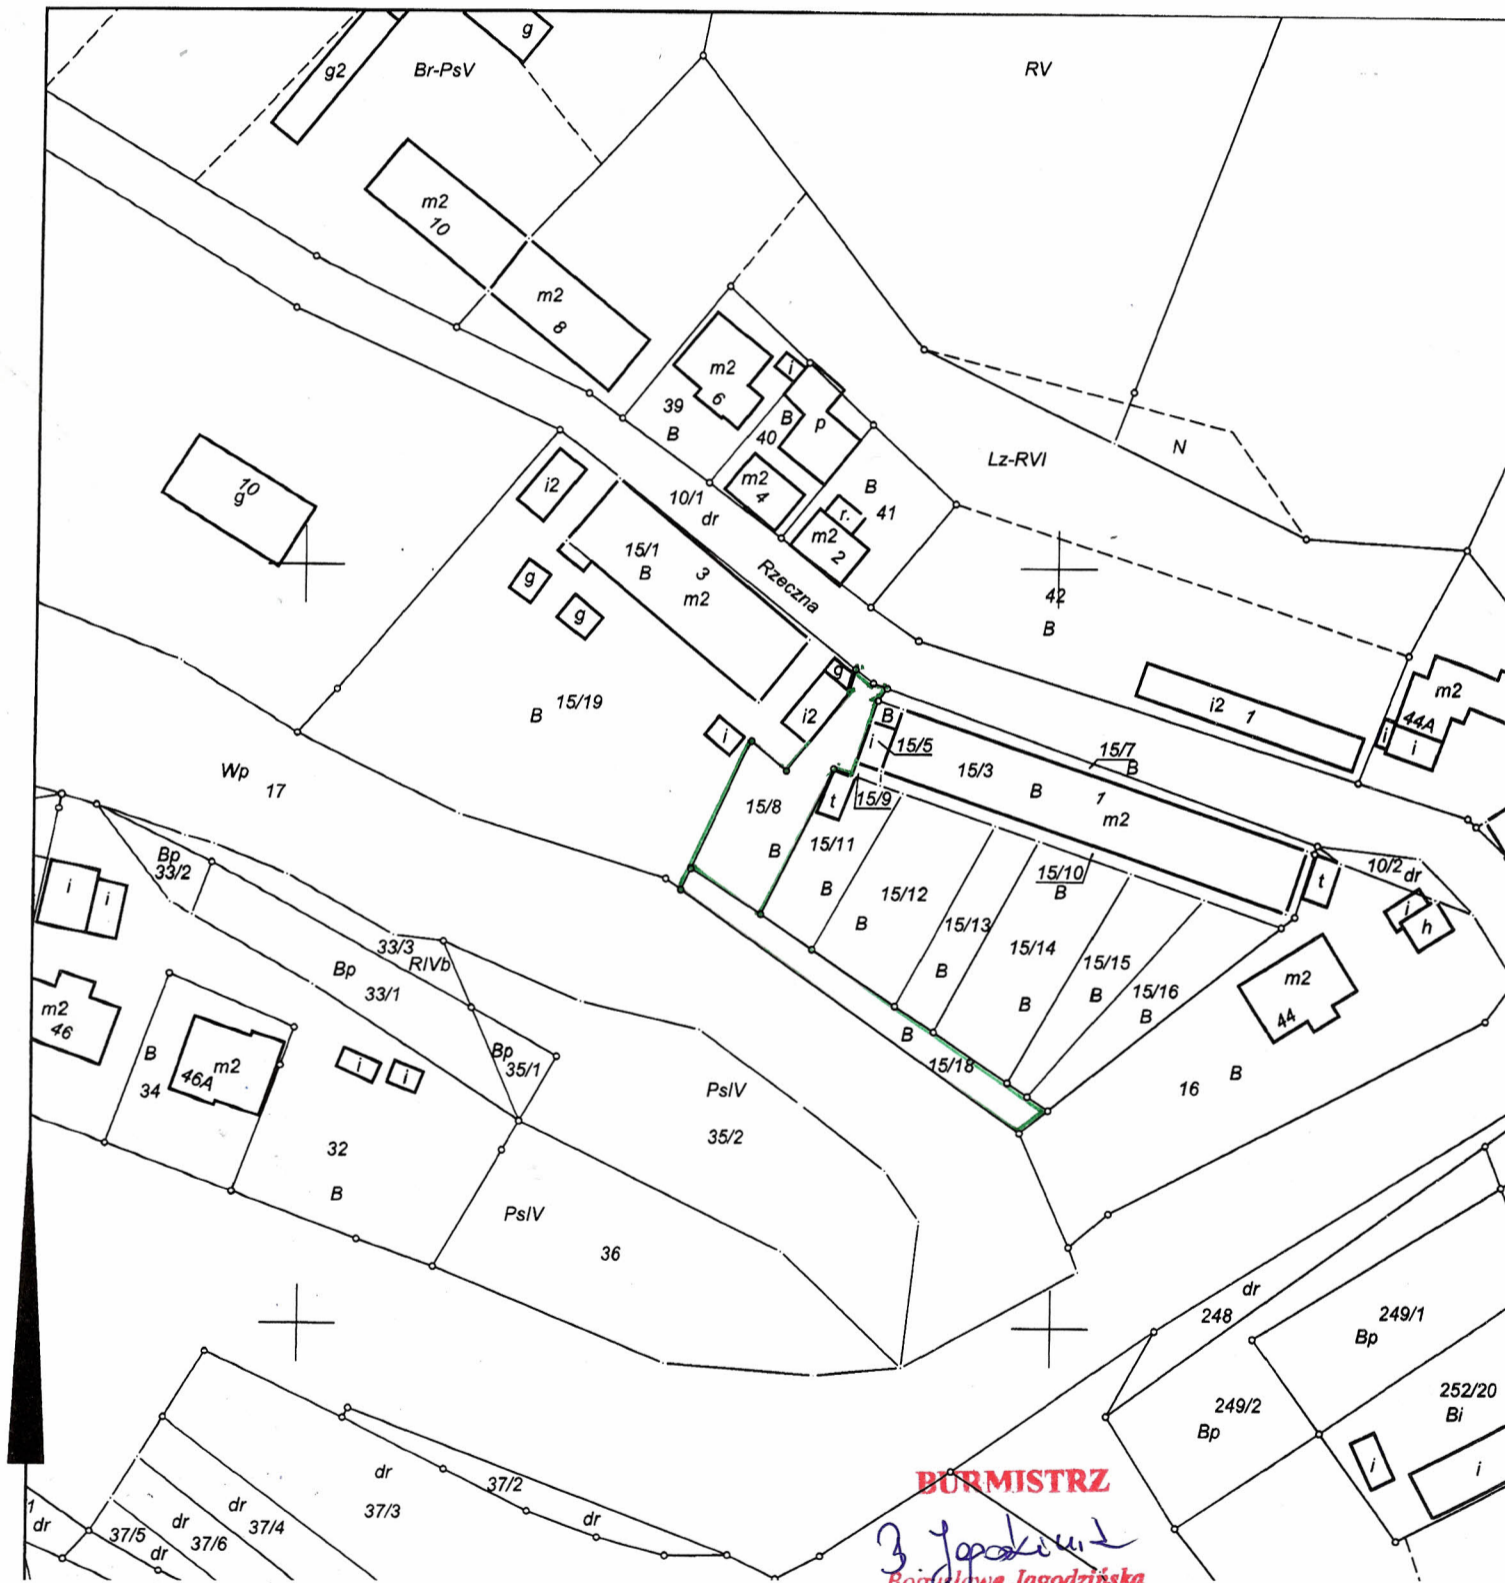 g
g2
Br-PsV
RV
m2
10
m2
8
m2
6
i
39
B
B
40
p
m2
4
B
41
r.
m2
2
Lz-RVI
N
10
g
i2
10/1
dr
15/1
B
3
m2
Rzeczna
g
g
42
B
15/19
B
g
i2
i
B
i
15/5
15/7
B
15/3
B
1
m2
i2
1
m2
44A
i
i
Wp
17
15/8
B
t
15/9
15/11
B
15/12
B
15/13
B
15/10
B
15/14
B
15/15
B
15/16
B
t
10/2
dr
i
h
m2
44
16
B
Bp
33/2
i
i
33/3
RIVb
Bp
33/1
m2
46
B
34
m2
46A
i
i
Bp
35/1
B
15/18
PsIV
35/2
32
B
PsIV
36
dr
248
249/1
Bp
249/2
Bp
252/20
Bi
i
i
dr
37/3
37/2
dr
dr
37/4
dr
37/6
37/5
dr
1
dr
BURMISTRZ
Bogusława Jagodzińska